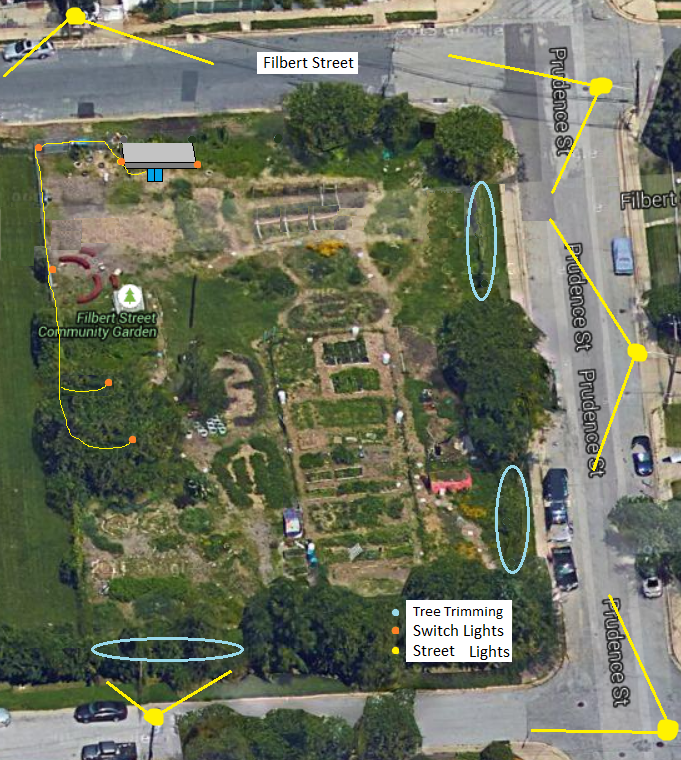 Filbert Street
Prudence St
Filbert
Prudence St
Filbert Street
Community Garden
Prudence St
Tree Trimming
Switch Lights
Street Lights
Prudence St